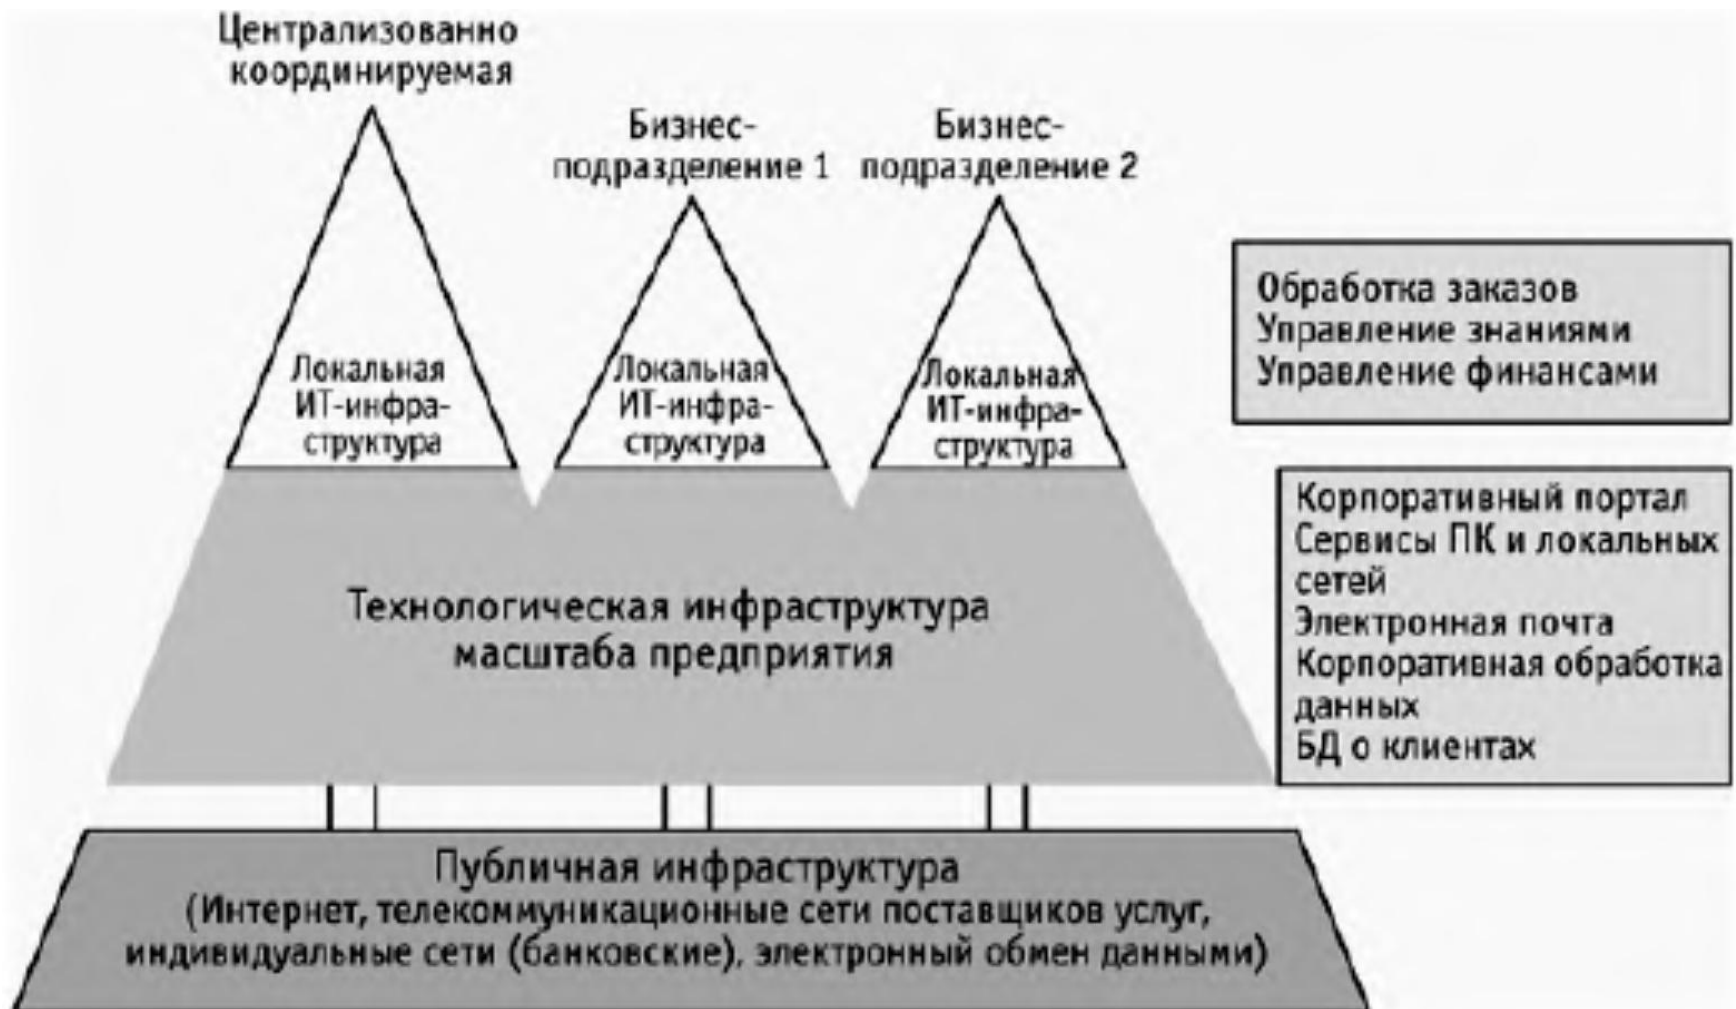 Централизованно
координируемая
Бизнес-
подразделение 1
Бизнес-
подразделение 2
Локальная
ИТ-инфра-
структура
Локальная
ИТ-инфра-
структура
Локальная
ИТ-инфра-
структура
Обработка заказов
Управление знаниями
Управление финансами
Технологическая инфраструктура
масштаба предприятия
Корпоративный портал
Сервисы ПК и локальных
сетей
Электронная почта
Корпоративная обработка
данных
БД о клиентах
Публичная инфраструктура
(Интернет, телекоммуникационные сети поставщиков услуг,
индивидуальные сети (банковские), электронный обмен данными)